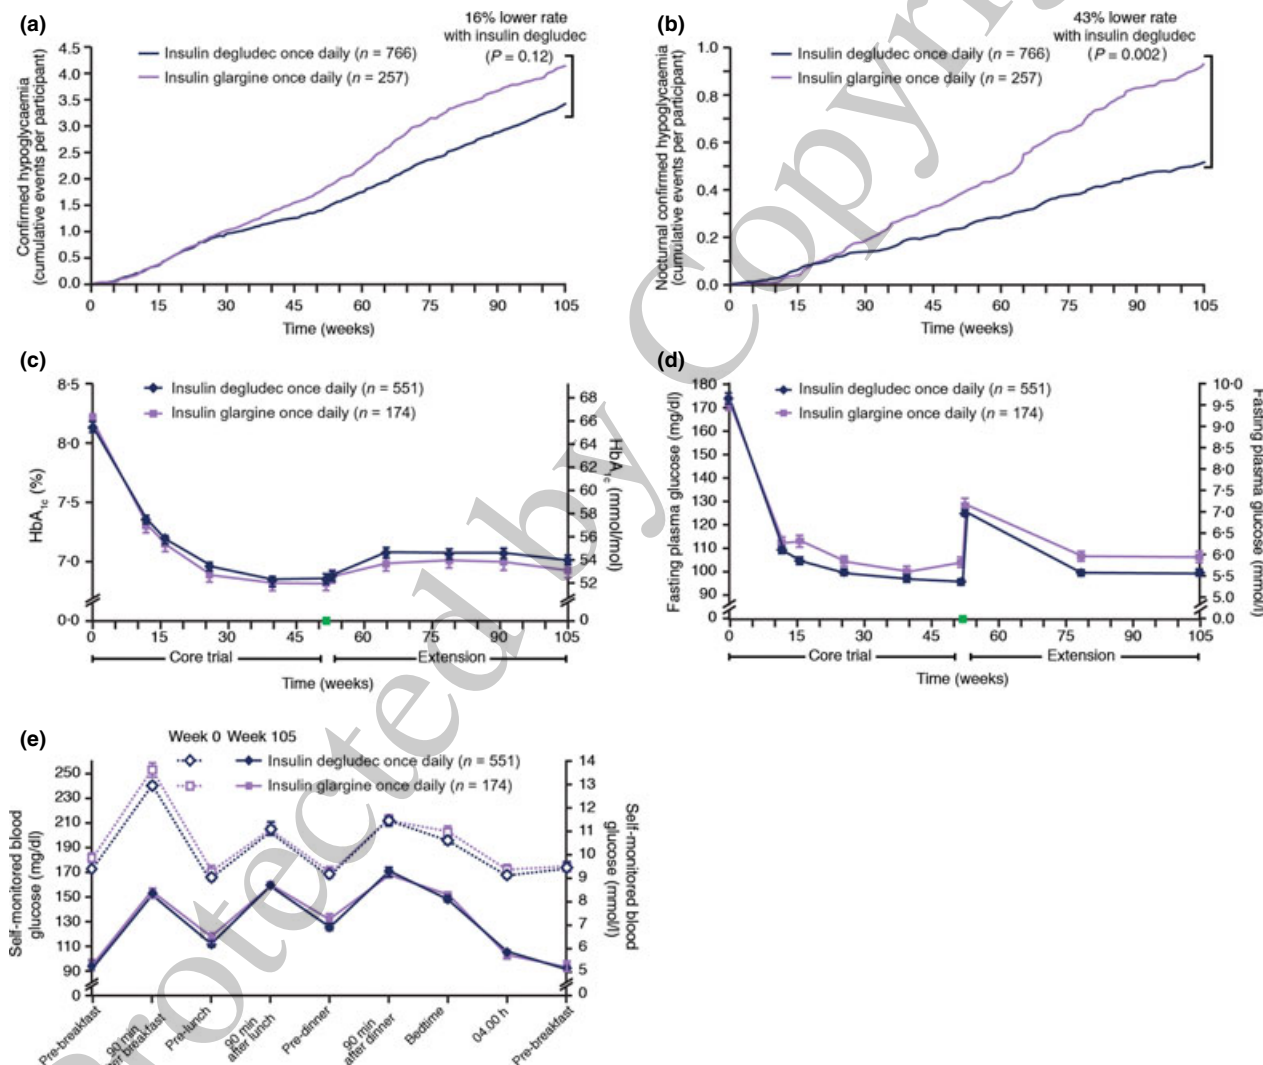 (a)
16% lower rate
with insulin degludec
(P = 0.12)
Insulin degludec once daily (n = 766)
Insulin glargine once daily (n = 257)
Confirmed hypoglycaemia
(cumulative events per participant)
4.5
4.0
3.5
3.0
2.5
2.0
1.5
1.0
0.5
0.0
0 15 30 45 60 75 90 105
Time (weeks)
(b)
43% lower rate
with insulin degludec
(P = 0.002)
Insulin degludec once daily (n = 766)
Insulin glargine once daily (n = 257)
Nocturnal confirmed hypoglycaemia
(cumulative events per participant)
1.0
0.8
0.6
0.4
0.2
0.0
0 15 30 45 60 75 90 105
Time (weeks)
(c)
Insulin degludec once daily (n = 551)
Insulin glargine once daily (n = 174)
HbA1c (%)
8·5
8·0
7·5
7·0
0·0
HbA1c (mmol/mol)
68
66
64
62
60
58
56
54
52
0
0 15 30 45 60 75 90 105
Core trial Extension
Time (weeks)
(d)
Insulin degludec once daily (n = 551)
Insulin glargine once daily (n = 174)
Fasting plasma glucose (mg/dl)
180
170
160
150
140
130
120
110
100
90
0
Fasting plasma glucose (mmol/l)
10·0
9·5
9·0
8·5
8·0
7·5
7·0
6·5
6·0
5·5
5.0
0.0
0 15 30 45 60 75 90 105
Core trial Extension
Time (weeks)
(e)
Week 0 Week 105
Insulin degludec once daily (n = 551)
Insulin glargine once daily (n = 174)
Self-monitored blood
glucose (mg/dl)
250
230
210
190
170
150
130
110
90
0
Self-monitored blood
glucose (mmol/l)
14
13
12
11
10
9
8
7
6
5
0
Pre-breakfast
90 min
after breakfast
Pre-lunch
90 min
after lunch
Pre-dinner
90 min
after dinner
Bedtime
04.00 h
Pre-breakfast
Protected by Copyri